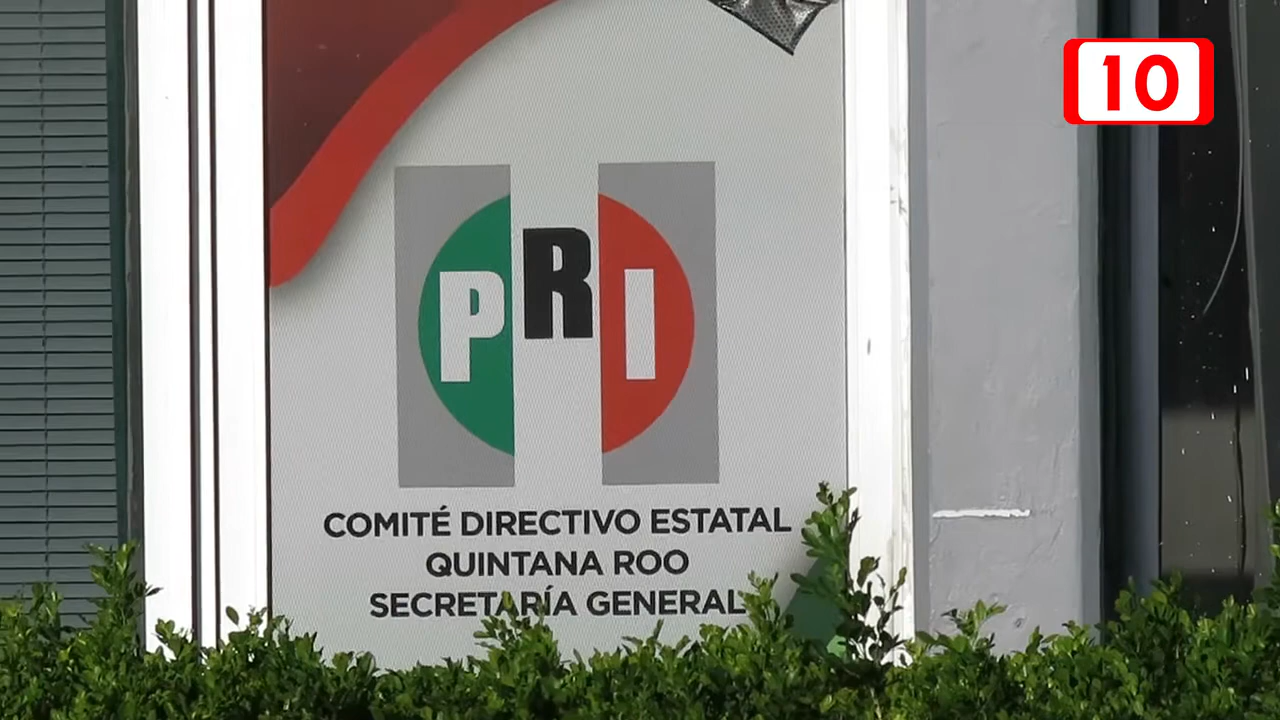 10
PRI
COMITÉ DIRECTIVO ESTATAL
QUINTANA ROO
SECRETARÍA GENERAL